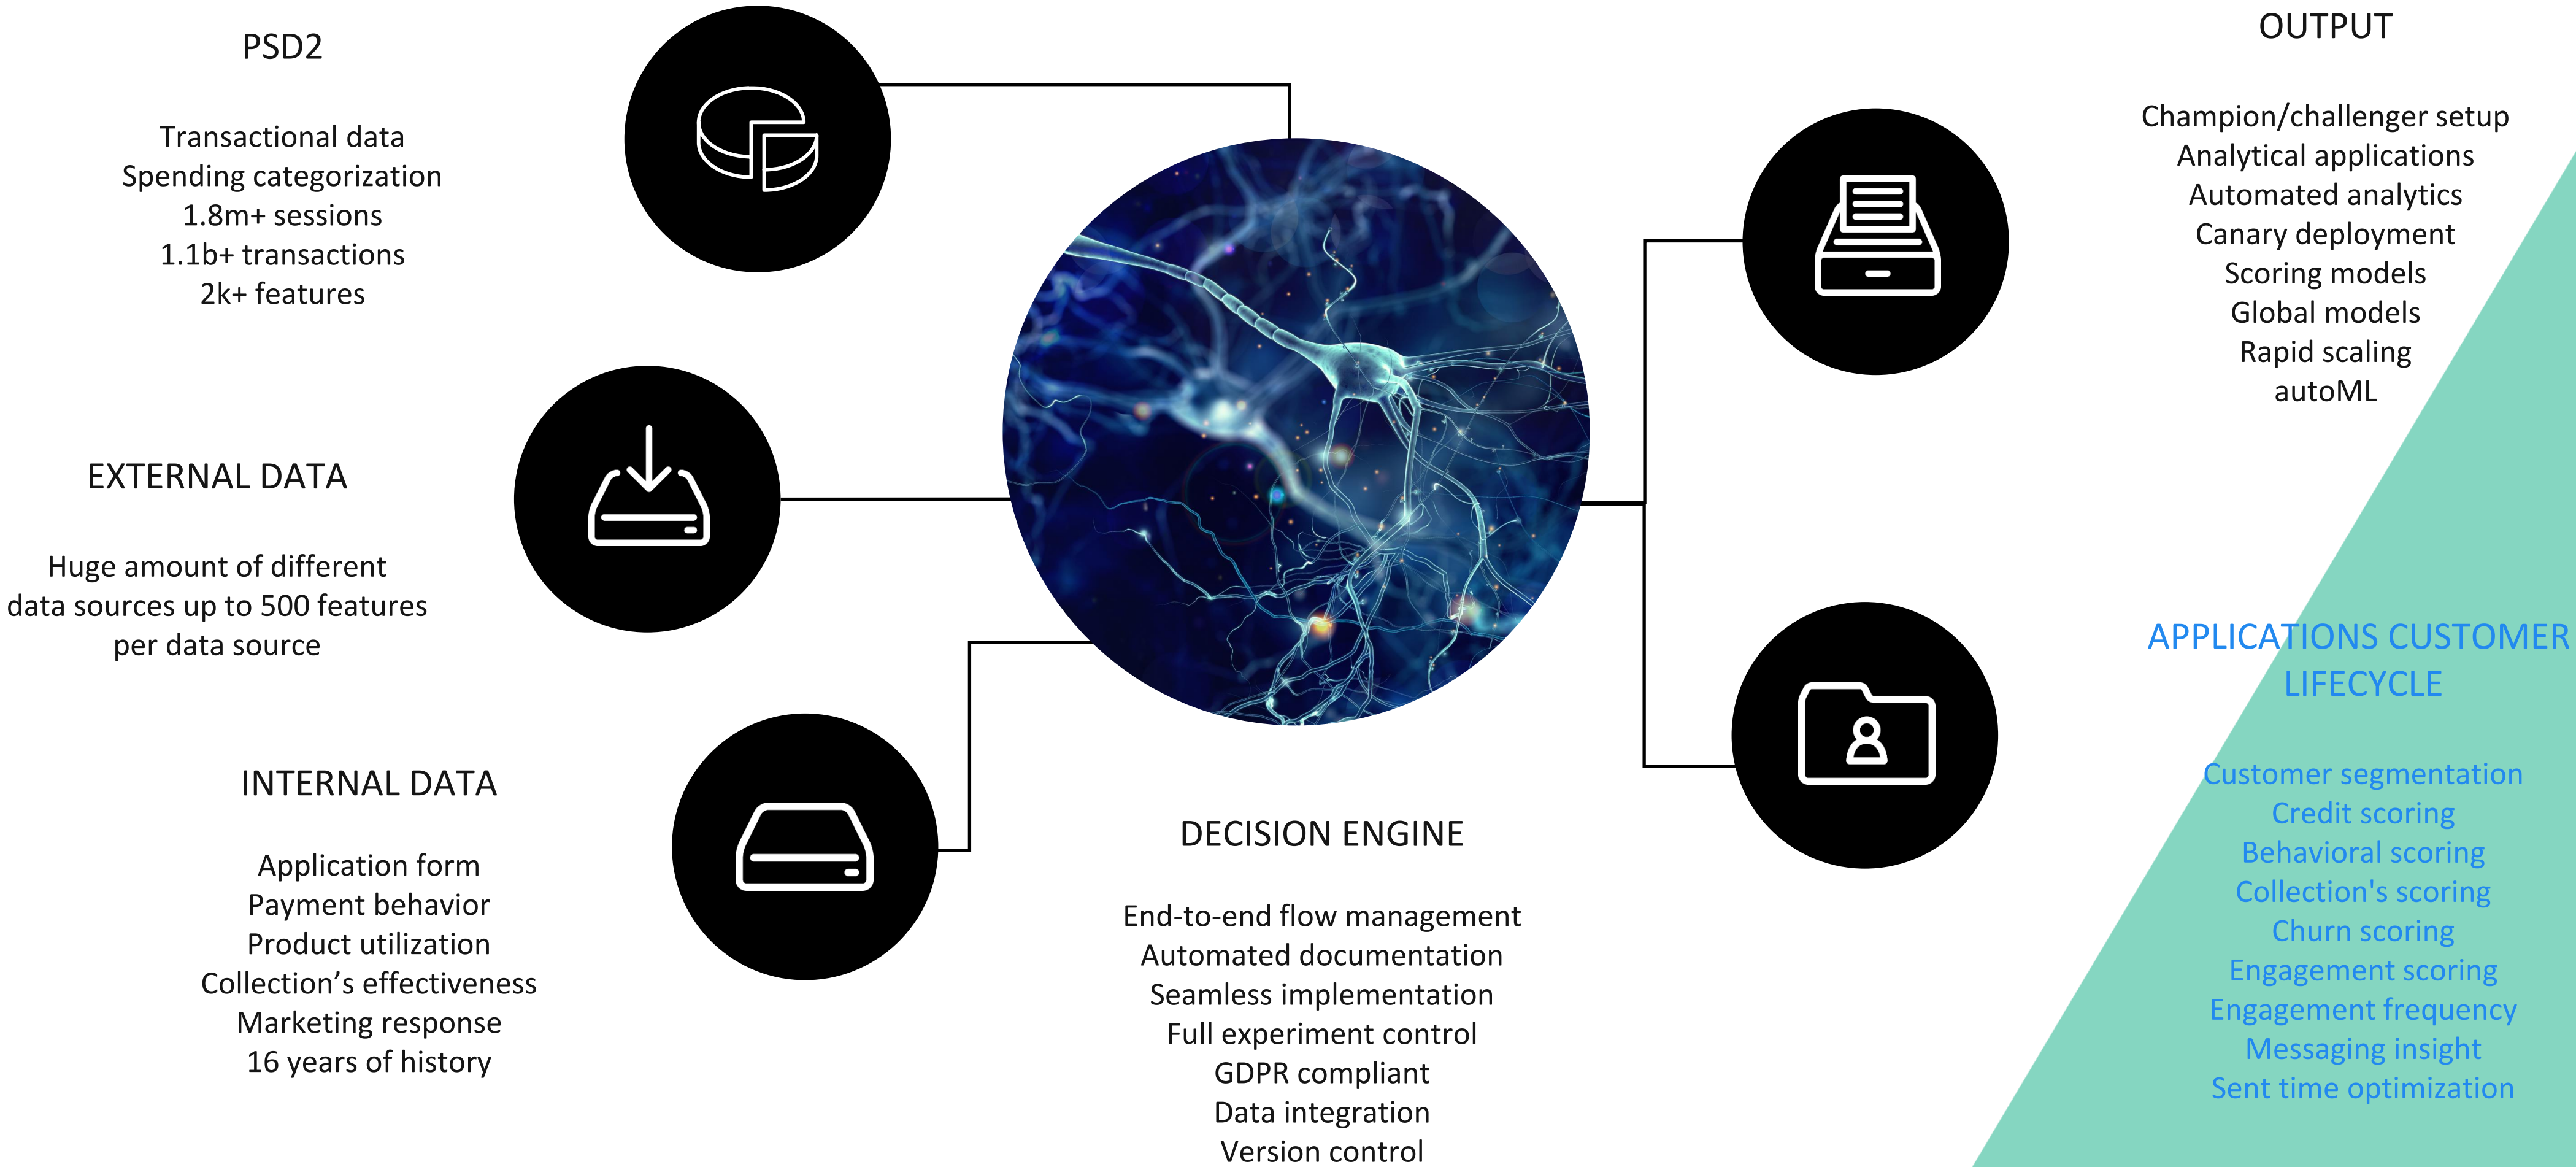 PSD2
Transactional data
Spending categorization
1.8m+ sessions
1.1b+ transactions
2k+ features
EXTERNAL DATA
Huge amount of different
data sources up to 500 features
per data source
INTERNAL DATA
Application form
Payment behavior
Product utilization
Collection’s effectiveness
Marketing response
16 years of history
DECISION ENGINE
End-to-end flow management
Automated documentation
Seamless implementation
Full experiment control
GDPR compliant
Data integration
Version control
OUTPUT
Champion/challenger setup
Analytical applications
Automated analytics
Canary deployment
Scoring models
Global models
Rapid scaling
autoML
APPLICATIONS CUSTOMER
LIFECYCLE
Customer segmentation
Credit scoring
Behavioral scoring
Collection's scoring
Churn scoring
Engagement scoring
Engagement frequency
Messaging insight
Sent time optimization